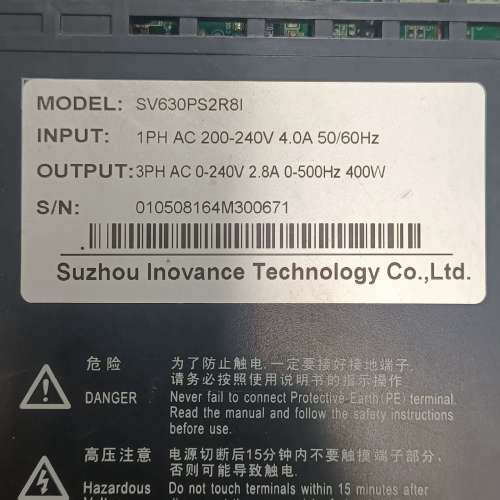 MODEL: SV630PS2R8I
INPUT: 1PH AC 200-240V 4.0A 50/60Hz
OUTPUT: 3PH AC 0-240V 2.8A 0-500Hz 400W
S/N: 010508164M300671
Suzhou Inovance Technology Co.,Ltd.
危险 为了防止触电,一定要接好接地端子.
请务必按照使用说明书的指示操作
DANGER Never fail to connect Protective-Earth(PE) terminal.
Read the manual and follow the safety instructions
before use.
高压注意 电源切断后15分钟内不要触摸端子部分、
否则可能导致触电.
Hazardous Do not touch terminals within 15 minutes after